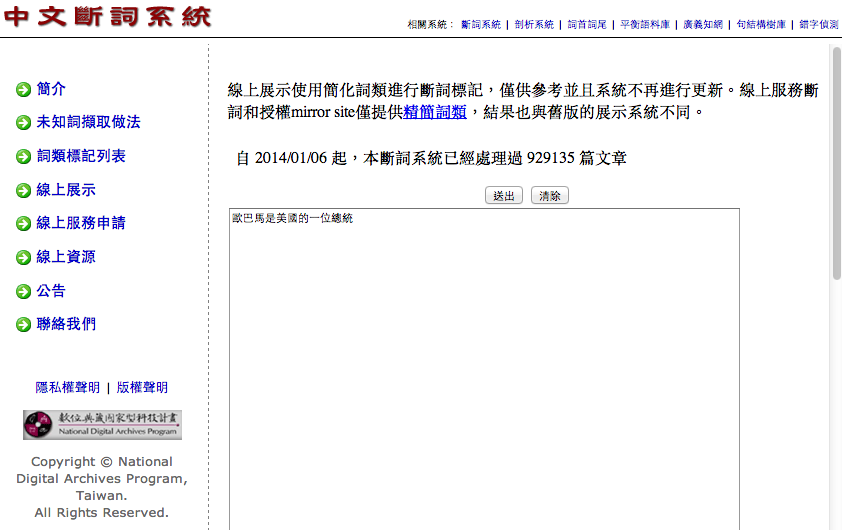 中文斷詞系統
相關系統： 斷詞系統 | 剖析系統 | 詞首詞尾 | 平衡語料庫 | 廣義知網 | 句結構樹庫 | 錯字偵測
簡介
未知詞擷取做法
詞類標記列表
線上展示
線上服務申請
線上資源
公告
聯絡我們
隱私權聲明 | 版權聲明
數位典藏國家型科技計畫
National Digital Archives Program
Copyright © National
Digital Archives Program,
Taiwan.
All Rights Reserved.
線上展示使用簡化詞類進行斷詞標記，僅供參考並且系統不再進行更新。線上服務斷
詞和授權mirror site僅提供精簡詞類，結果也與舊版的展示系統不同。
自 2014/01/06 起，本斷詞系統已經處理過 929135 篇文章
送出 清除
歐巴馬是美國的一位總統